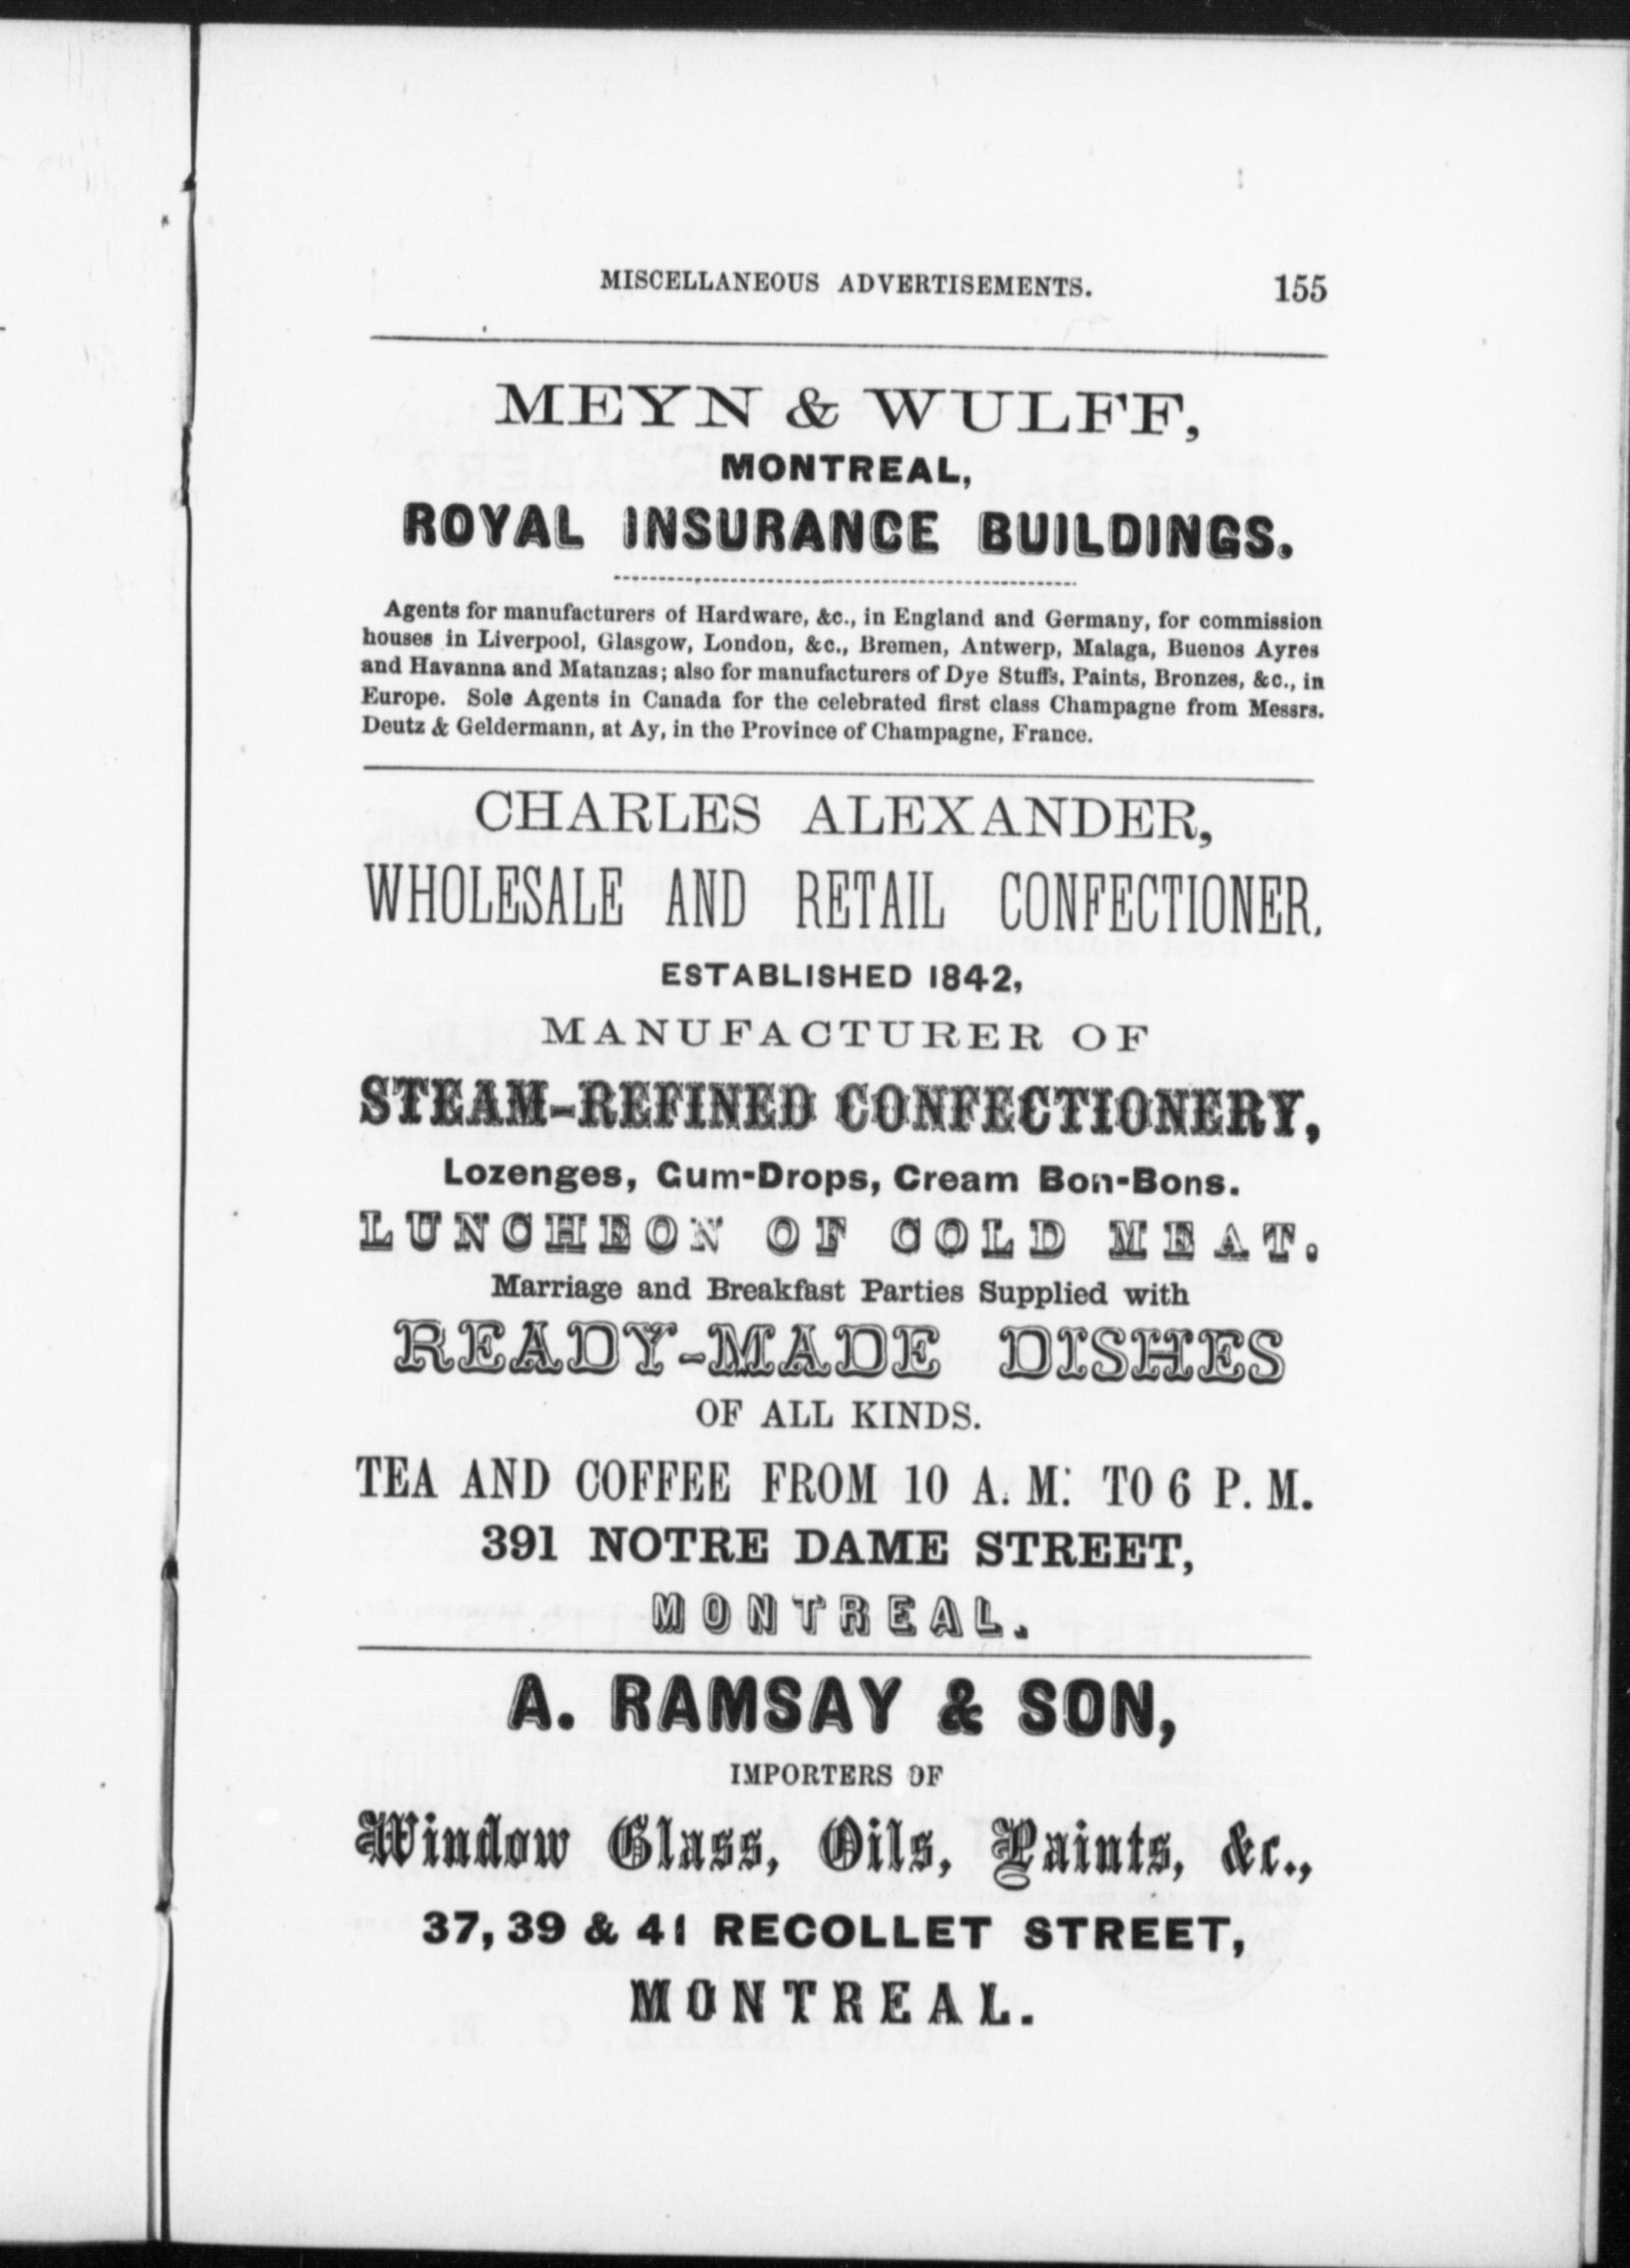 MISCELLANEOUS ADVERTISEMENTS. 155
MEYN & WULFF,
MONTREAL,
ROYAL INSURANCE BUILDINGS.
Agents for manufacturers of Hardware, &c., in England and Germany, for commission
houses in Liverpool, Glasgow, London, &c., Bremen, Antwerp, Malaga, Buenos Ayres
and Havanna and Matanzas; also for manufacturers of Dye Stuffs, Paints, Bronzes, &c., in
Europe. Sole Agents in Canada for the celebrated first class Champagne from Messrs.
Deutz & Geldermann, at Ay, in the Province of Champagne, France.
CHARLES ALEXANDER,
WHOLESALE AND RETAIL CONFECTIONER,
ESTABLISHED 1842,
MANUFACTURER OF
STEAM-REFINED CONFECTIONERY,
Lozenges, Gum-Drops, Cream Bon-Bons.
LUNCHEON OF COLD MEAT.
Marriage and Breakfast Parties Supplied with
READY-MADE DISHES
OF ALL KINDS.
TEA AND COFFEE FROM 10 A. M. TO 6 P. M.
391 NOTRE DAME STREET,
MONTREAL.
A. RAMSAY & SON,
IMPORTERS OF
Window Glass, Oils, Paints, &c.,
37, 39 & 41 RECOLLET STREET,
MONTREAL.